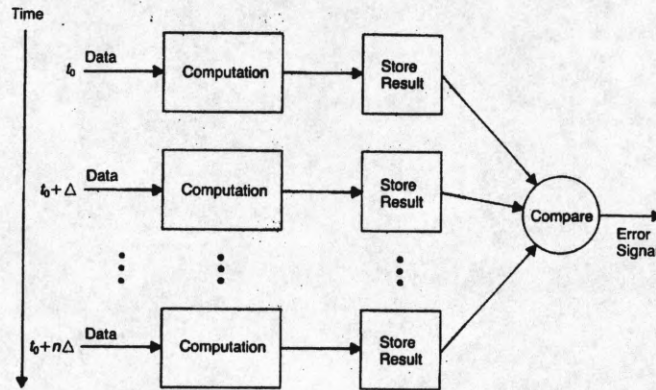 Time
Data
t₀
Computation
Store
Result
Data
t₀ + Δ
Computation
Store
Result
Compare
Error
Signal
Data
t₀ + nΔ
Computation
Store
Result